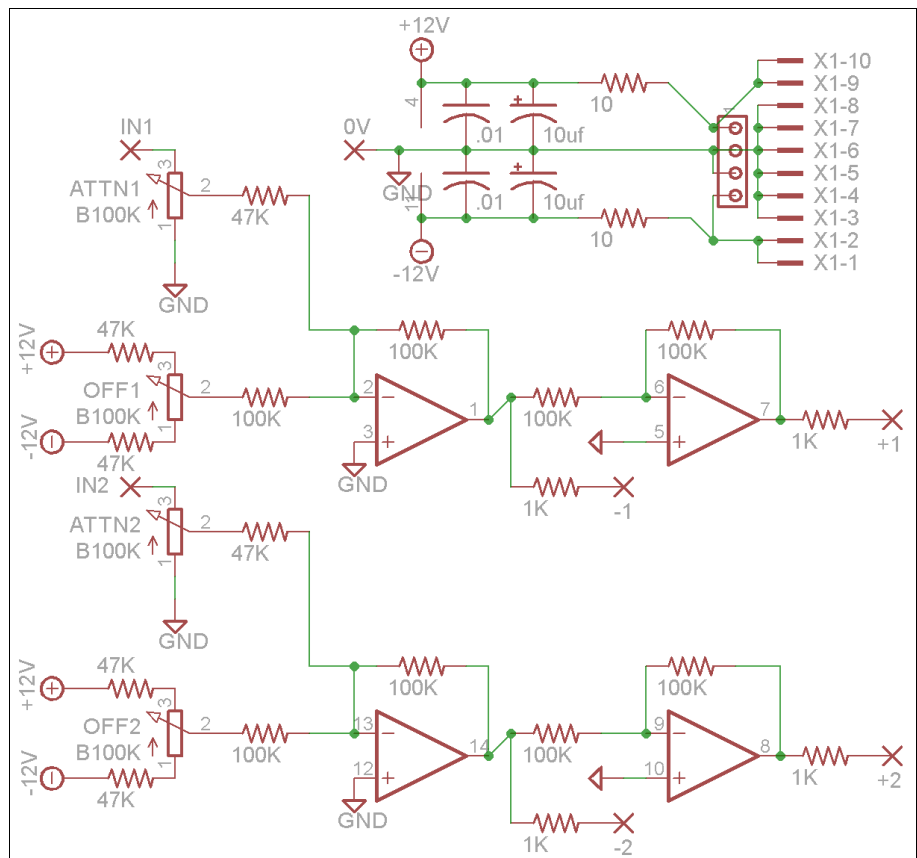 +12V
X1-10
X1-9
X1-8
X1-7
X1-6
X1-5
X1-4
X1-3
X1-2
X1-1
4
10
1
.01
10uf
0V
GND
11
.01
10uf
10
-12V
IN1
3
ATTN1
2
B100K
1
47K
GND
47K
+12V
3
OFF1
2
B100K
1
100K
-12V
47K
100K
2
1
3
GND
100K
100K
6
7
5
1K
+1
1K
-1
IN2
3
ATTN2
2
B100K
1
47K
GND
47K
+12V
3
OFF2
2
B100K
1
100K
-12V
47K
100K
13
14
12
GND
100K
100K
9
8
10
1K
+2
1K
-2